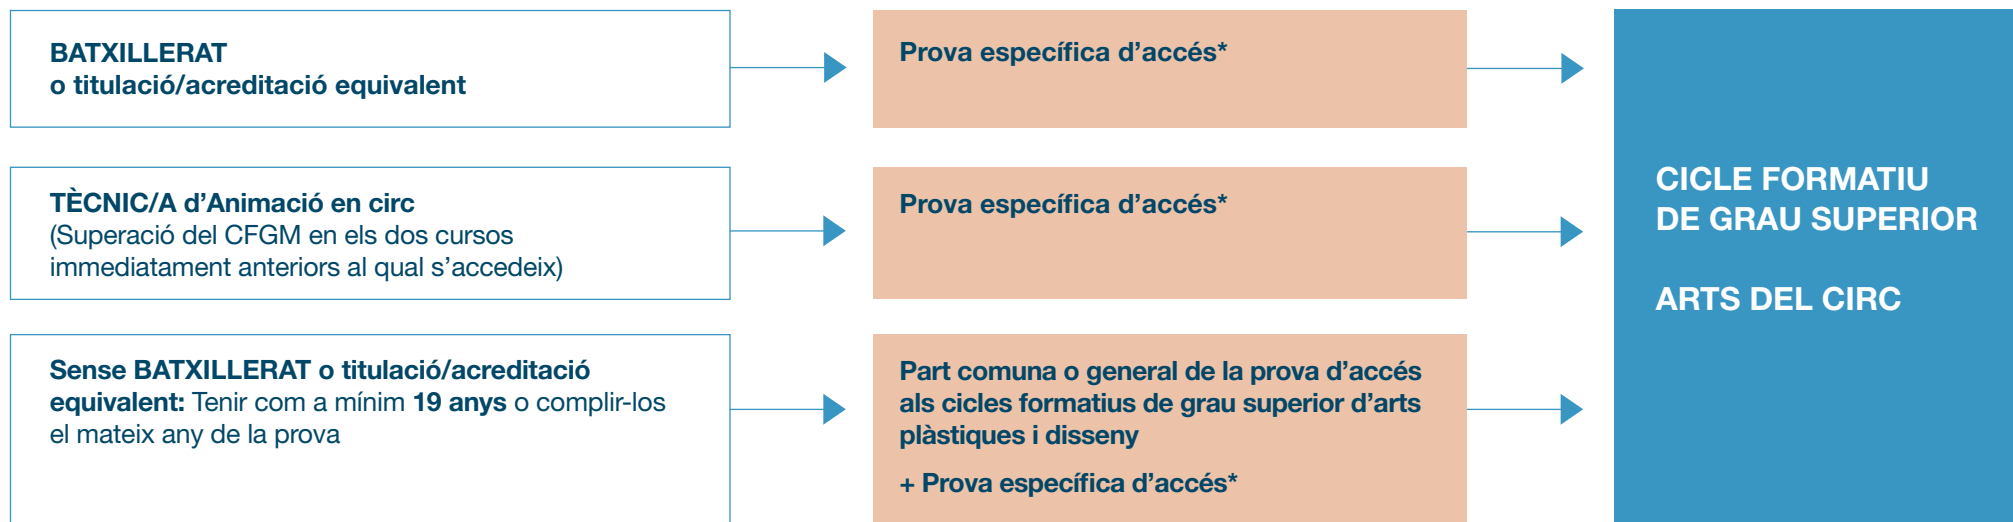 BATXILLERAT
o titulació/acreditació equivalent
Prova específica d’accés*
TÈCNIC/A d’Animació en circ
(Superació del CFGM en els dos cursos
immediatament anteriors al qual s’accedeix)
Prova específica d’accés*
Sense BATXILLERAT o titulació/acreditació
equivalent: Tenir com a mínim 19 anys o complir-los
el mateix any de la prova
Part comuna o general de la prova d’accés
als cicles formatius de grau superior d’arts
plàstiques i disseny
+ Prova específica d’accés*
CICLE FORMATIU
DE GRAU SUPERIOR
ARTS DEL CIRC